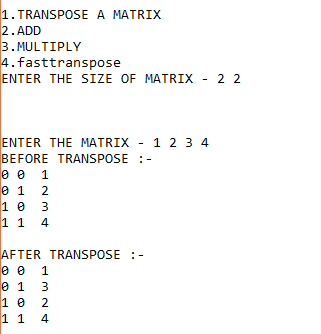 1.TRANSPOSE A MATRIX
2.ADD
3.MULTIPLY
4.fasttranspose
ENTER THE SIZE OF MATRIX - 2 2
ENTER THE MATRIX - 1 2 3 4
BEFORE TRANSPOSE :-
0 0  1
0 1  2
1 0  3
1 1  4
AFTER TRANSPOSE :-
0 0  1
0 1  3
1 0  2
1 1  4